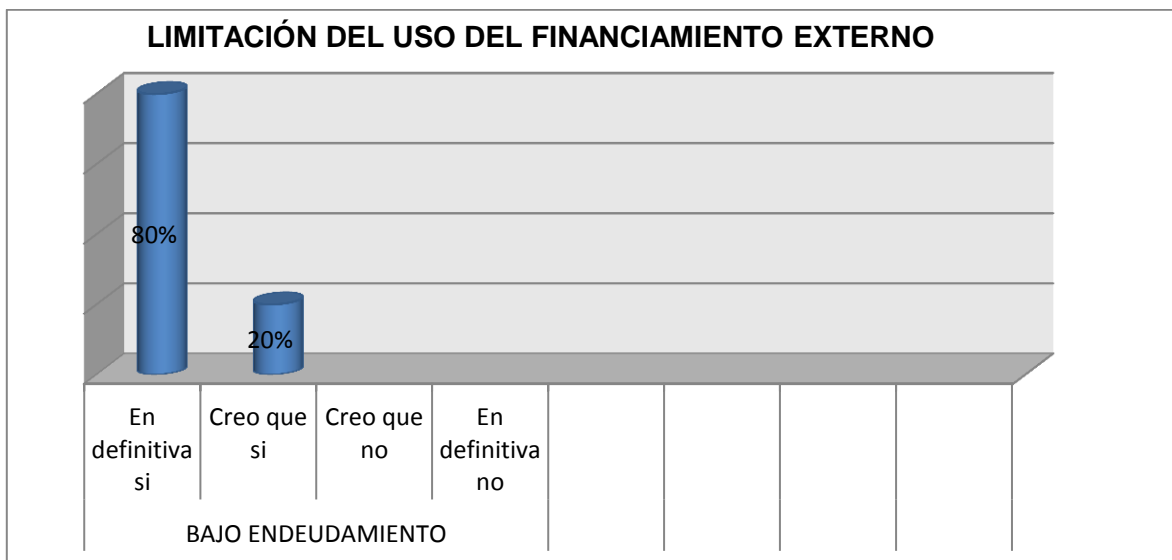 LIMITACIÓN DEL USO DEL FINANCIAMIENTO EXTERNO
80%
20%
En
definitiva
si
Creo que
si
Creo que
no
En
definitiva
no
BAJO ENDEUDAMIENTO